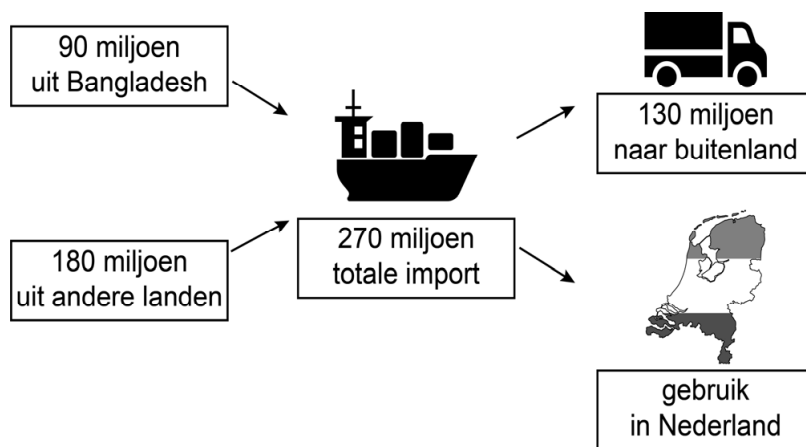 90 miljoen
uit Bangladesh
180 miljoen
uit andere landen
270 miljoen
totale import
130 miljoen
naar buitenland
gebruik
in Nederland